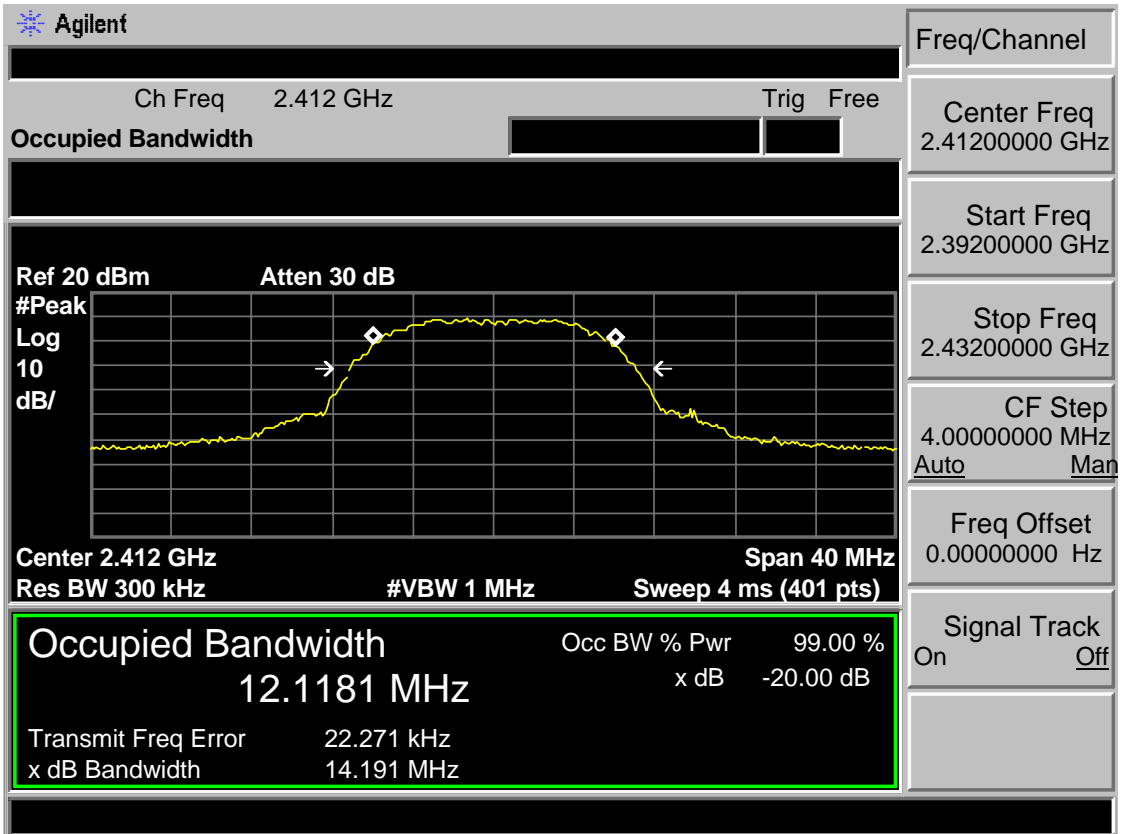 Agilent
Freq/Channel
Ch Freq 2.412 GHz Trig Free
Occupied Bandwidth
Center Freq
2.41200000 GHz
Start Freq
2.39200000 GHz
Stop Freq
2.43200000 GHz
CF Step
4.00000000 MHz
Auto Man
Freq Offset
0.00000000 Hz
Signal Track
On Off
Ref 20 dBm Atten 30 dB
#Peak
Log
10
dB/
Center 2.412 GHz Span 40 MHz
Res BW 300 kHz #VBW 1 MHz Sweep 4 ms (401 pts)
Occupied Bandwidth Occ BW % Pwr 99.00 %
12.1181 MHz x dB -20.00 dB
Transmit Freq Error 22.271 kHz
x dB Bandwidth 14.191 MHz